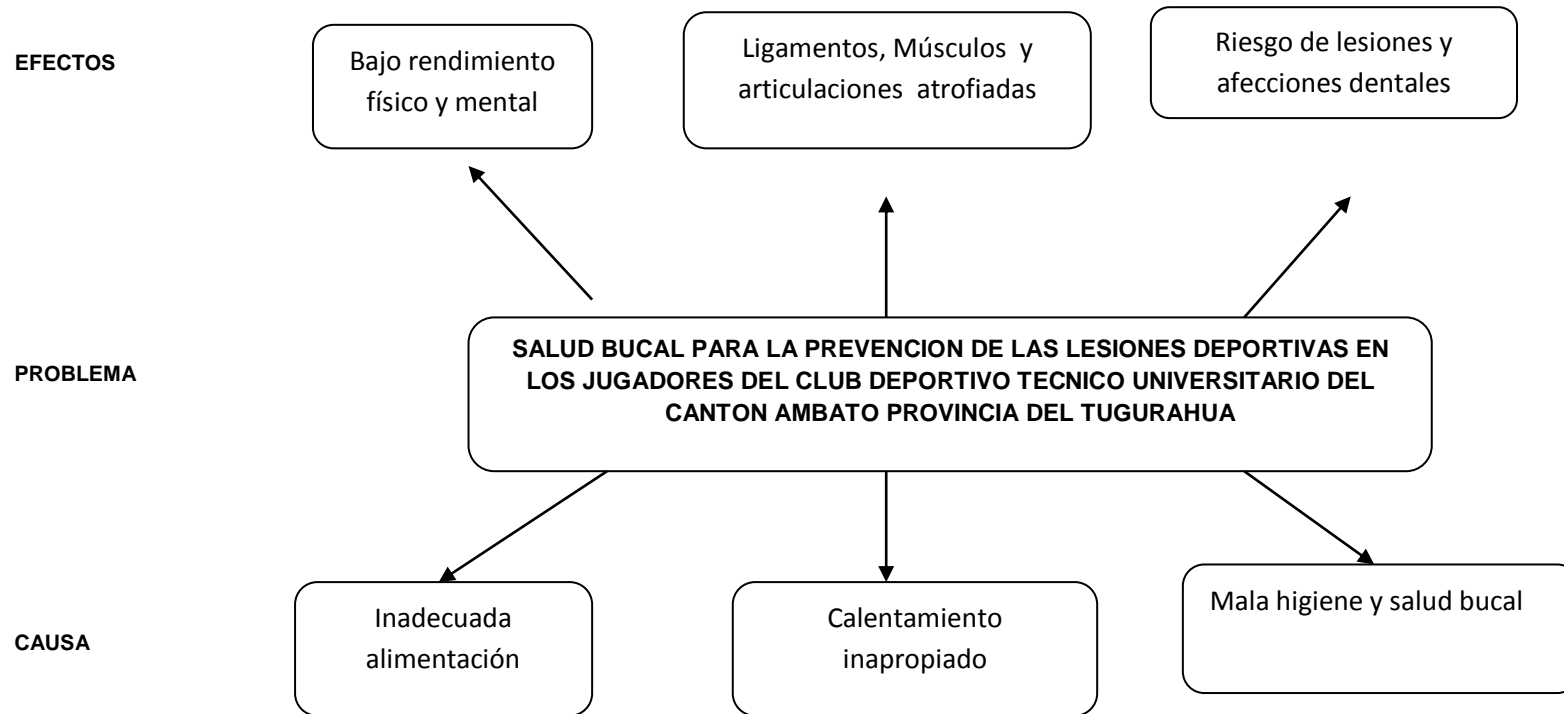 EFECTOS
Bajo rendimiento
físico y mental
Ligamentos, Músculos y
articulaciones atrofiadas
Riesgo de lesiones y
afecciones dentales
PROBLEMA
SALUD BUCAL PARA LA PREVENCION DE LAS LESIONES DEPORTIVAS EN
LOS JUGADORES DEL CLUB DEPORTIVO TECNICO UNIVERSITARIO DEL
CANTON AMBATO PROVINCIA DEL TUGURAHUA
CAUSA
Inadecuada
alimentación
Calentamiento
inapropiado
Mala higiene y salud bucal